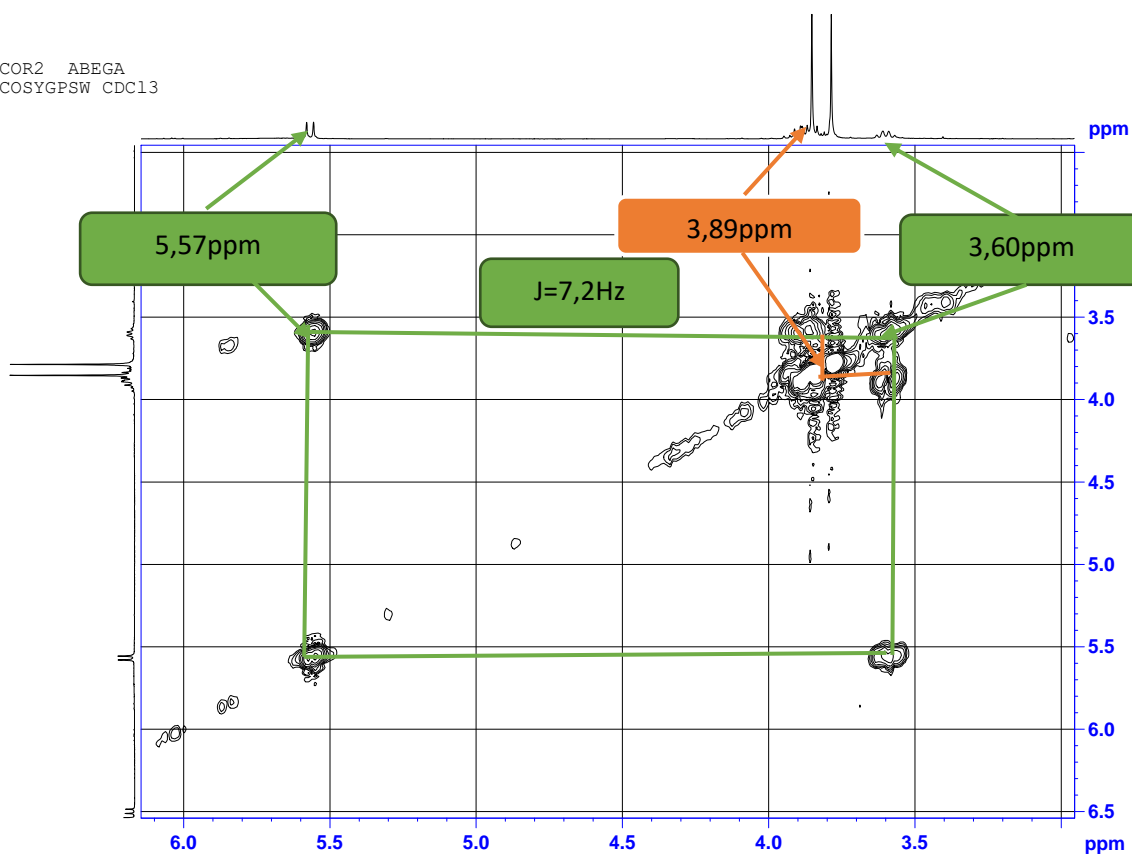 COR2 ABEGA
COSYGPSW CDCl3
ppm
5,57ppm
3,89ppm
3,60ppm
J=7,2Hz
3.5
4.0
4.5
5.0
5.5
6.0
6.5
6.0 5.5 5.0 4.5 4.0 3.5 ppm